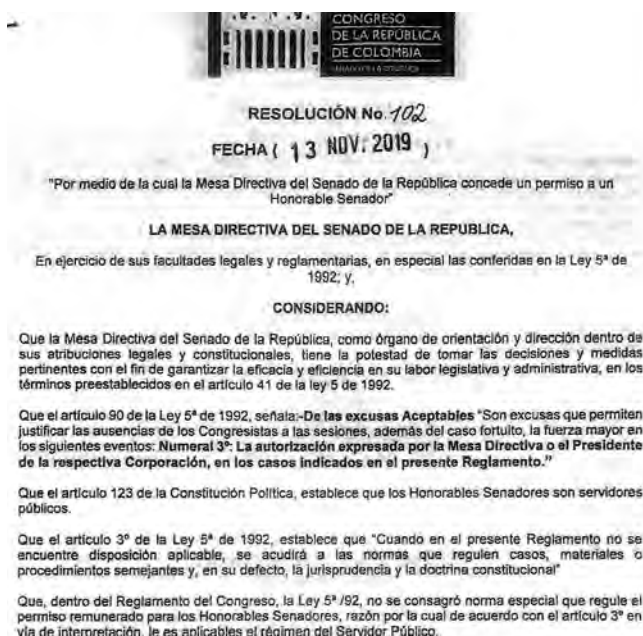 CONGRESO
DE LA REPÚBLICA
DE COLOMBIA
RESOLUCIÓN No. 102
FECHA ( 13 NOV. 2019 )
"Por medio de la cual la Mesa Directiva del Senado de la República concede un permiso a un
Honorable Senador"
LA MESA DIRECTIVA DEL SENADO DE LA REPUBLICA,
En ejercicio de sus facultades legales y reglamentarias, en especial las conferidas en la Ley 5ª de
1992; y,
CONSIDERANDO:
Que la Mesa Directiva del Senado de la República, como órgano de orientación y dirección dentro de
sus atribuciones legales y constitucionales, tiene la potestad de tomar las decisiones y medidas
pertinentes con el fin de garantizar la eficacia y eficiencia en su labor legislativa y administrativa, en los
términos preestablecidos en el artículo 41 de la ley 5 de 1992.
Que el artículo 90 de la Ley 5ª de 1992, señala:-De las excusas Aceptables "Son excusas que permiten
justificar las ausencias de los Congresistas a las sesiones, además del caso fortuito, la fuerza mayor en
los siguientes eventos: Numeral 3º: La autorización expresada por la Mesa Directiva o el Presidente
de la respectiva Corporación, en los casos indicados en el presente Reglamento."
Que el artículo 123 de la Constitución Política, establece que los Honorables Senadores son servidores
públicos.
Que el artículo 3º de la Ley 5ª de 1992, establece que "Cuando en el presente Reglamento no se
encuentre disposición aplicable, se acudirá a las normas que regulen casos, materiales o
procedimientos semejantes y, en su defecto, la jurisprudencia y la doctrina constitucional"
Que, dentro del Reglamento del Congreso, la Ley 5ª /92, no se consagró norma especial que regule el
permiso remunerado para los Honorables Senadores, razón por la cual de acuerdo con el artículo 3º en
vía de interpretación, le es aplicables el régimen del Servidor Público.